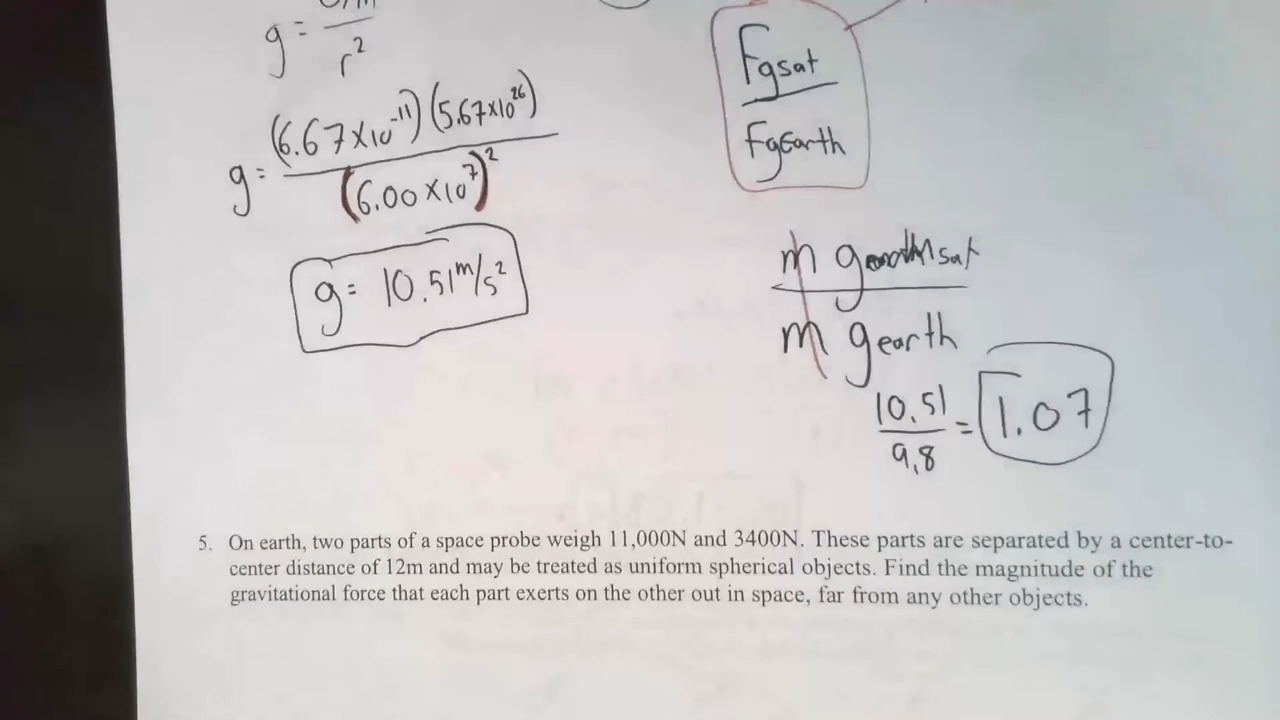 g = r²
g = (6.67×10⁻¹¹)(5.67×10²⁶)
(6.00×10⁷)²
g = 10.51 m/s²
Fgsat
FgEarth
m g sat
m gearth
10.51
9,8
= 1.07
5. On earth, two parts of a space probe weigh 11,000N and 3400N. These parts are separated by a center-to-
center distance of 12m and may be treated as uniform spherical objects. Find the magnitude of the
gravitational force that each part exerts on the other out in space, far from any other objects.